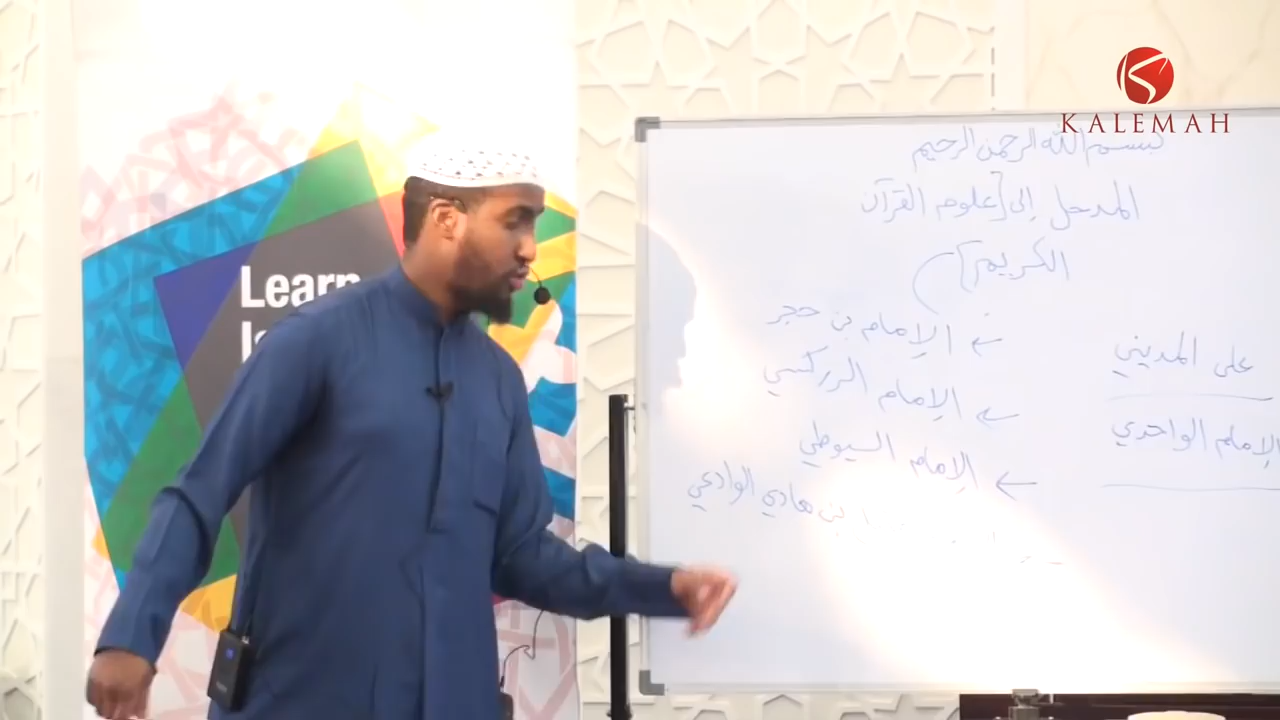 KALEMAH
Learn
بسم الله الرحمن الرحيم
المدخل إلى [علوم القرآن
الكريم]
← الإمام بن حجر
← الإمام الزركشي
← الإمام السيوطي
بن هادي الوادعي
على المديني
الإمام الواحدي